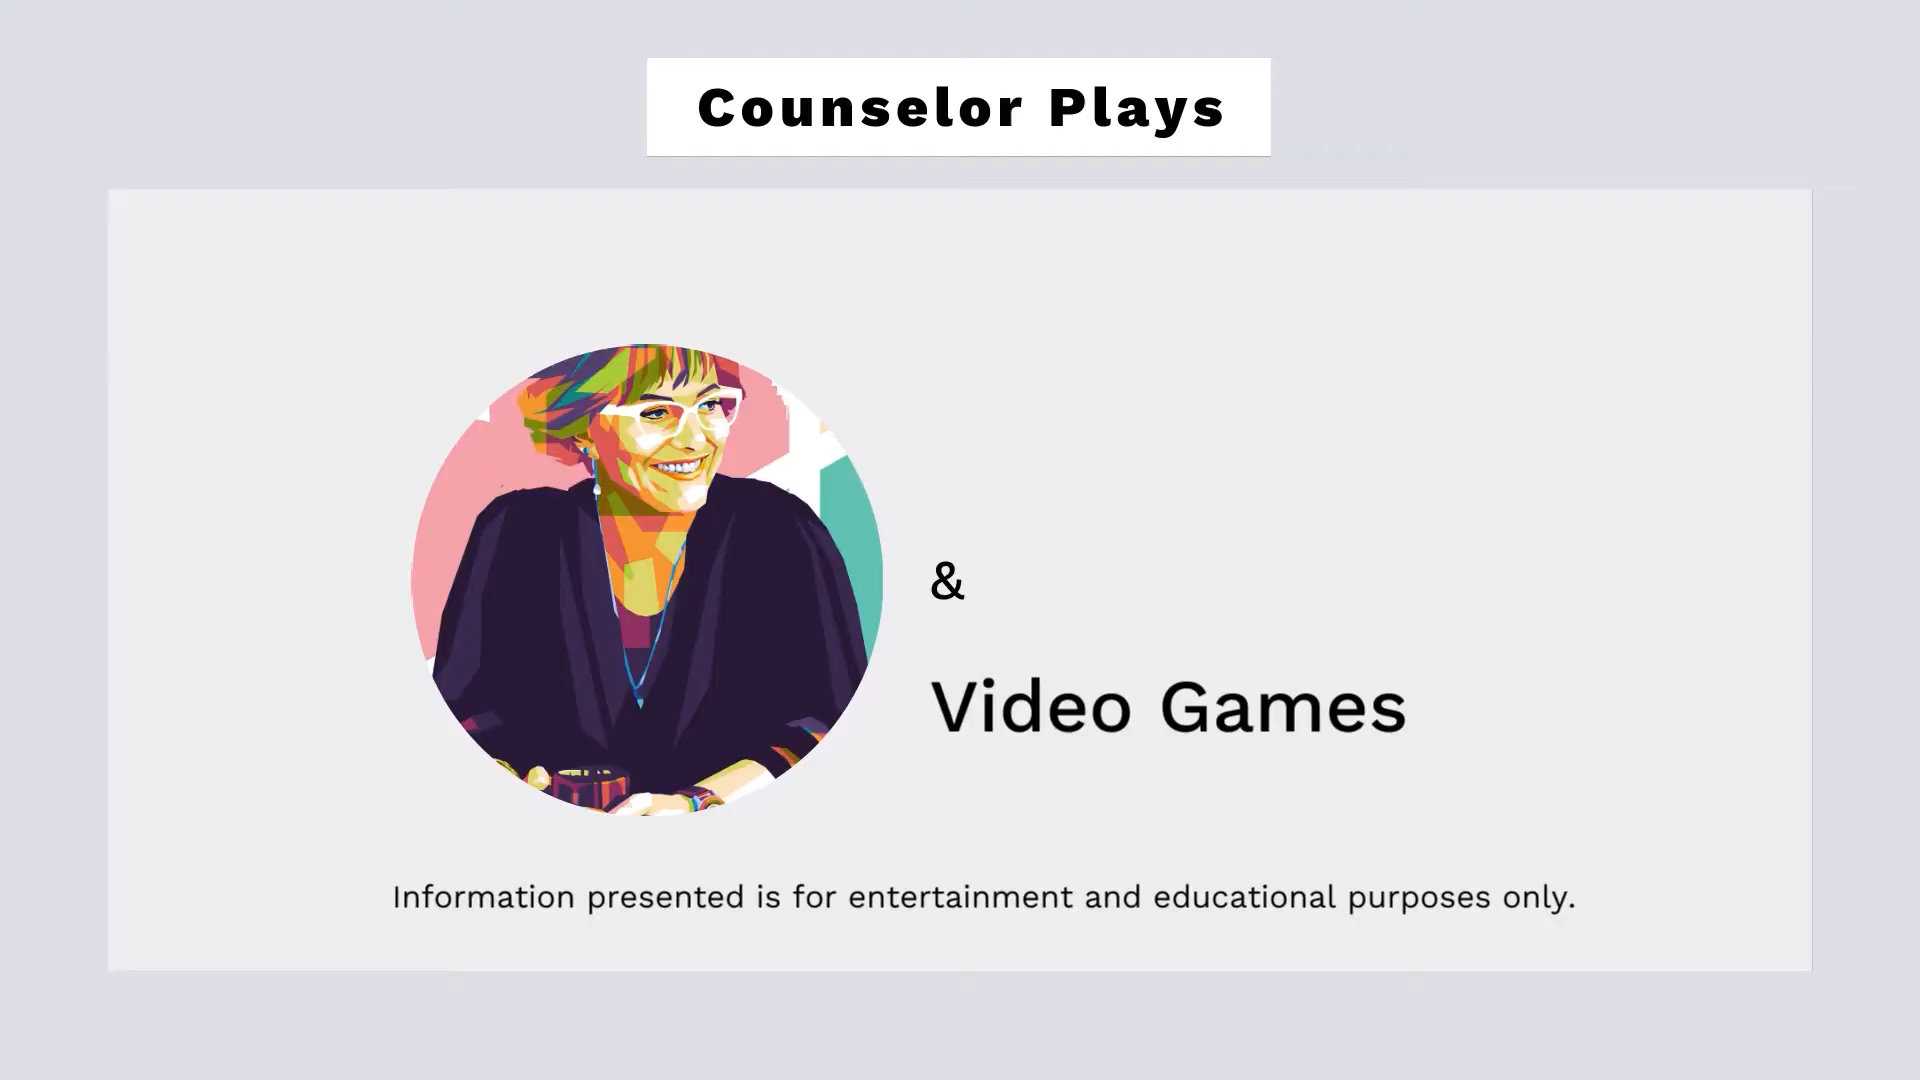 Counselor Plays
&
Video Games
Information presented is for entertainment and educational purposes only.